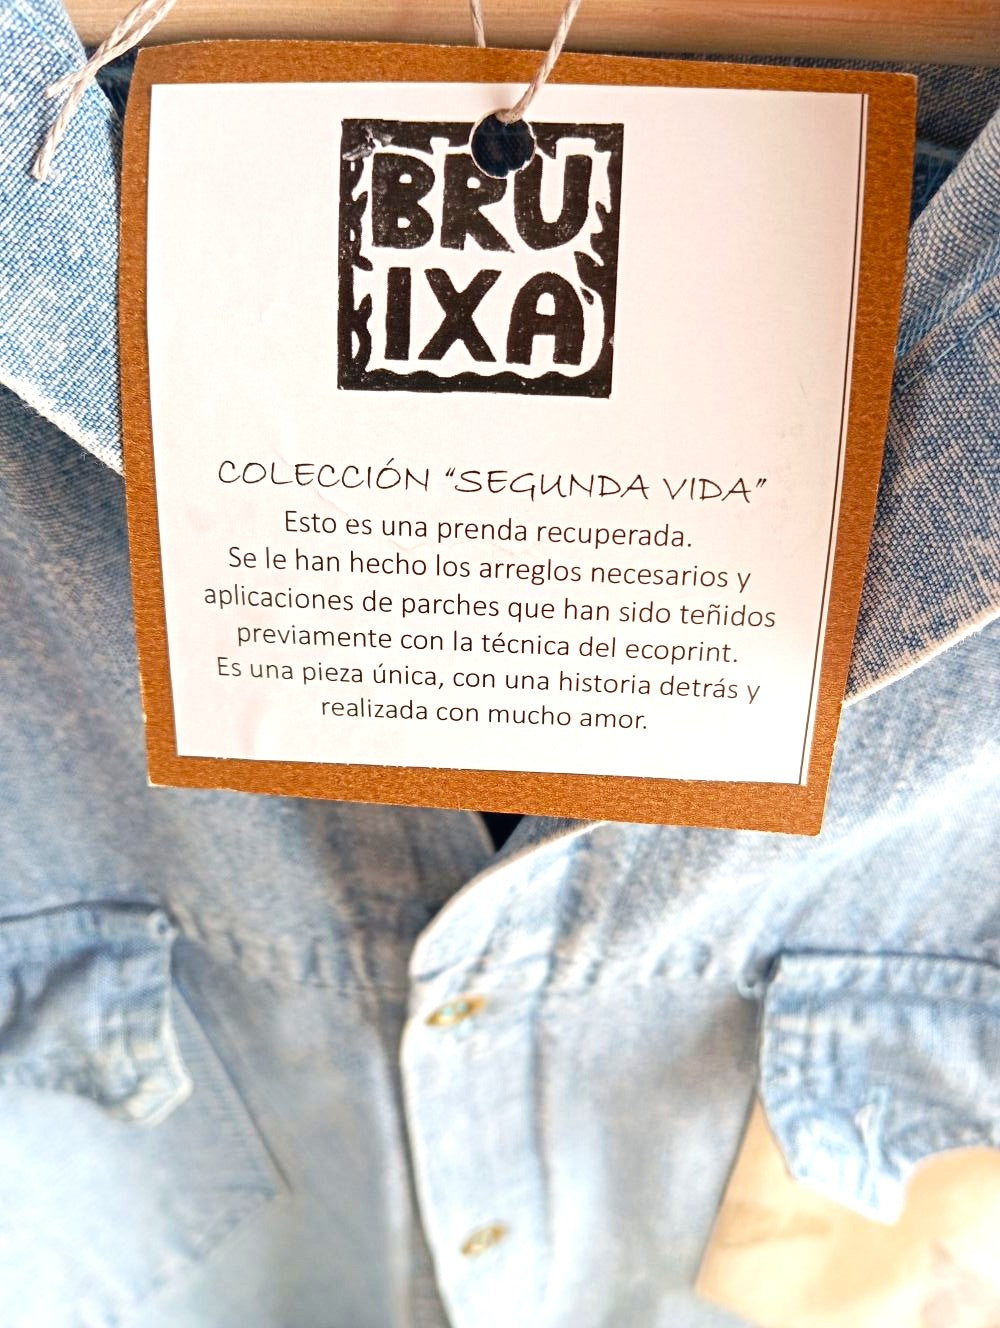 BRU
IXA
COLECCIÓN “SEGUNDA VIDA”
Esto es una prenda recuperada.
Se le han hecho los arreglos necesarios y
aplicaciones de parches que han sido teñidos
previamente con la técnica del ecoprint.
Es una pieza única, con una historia detrás y
realizada con mucho amor.